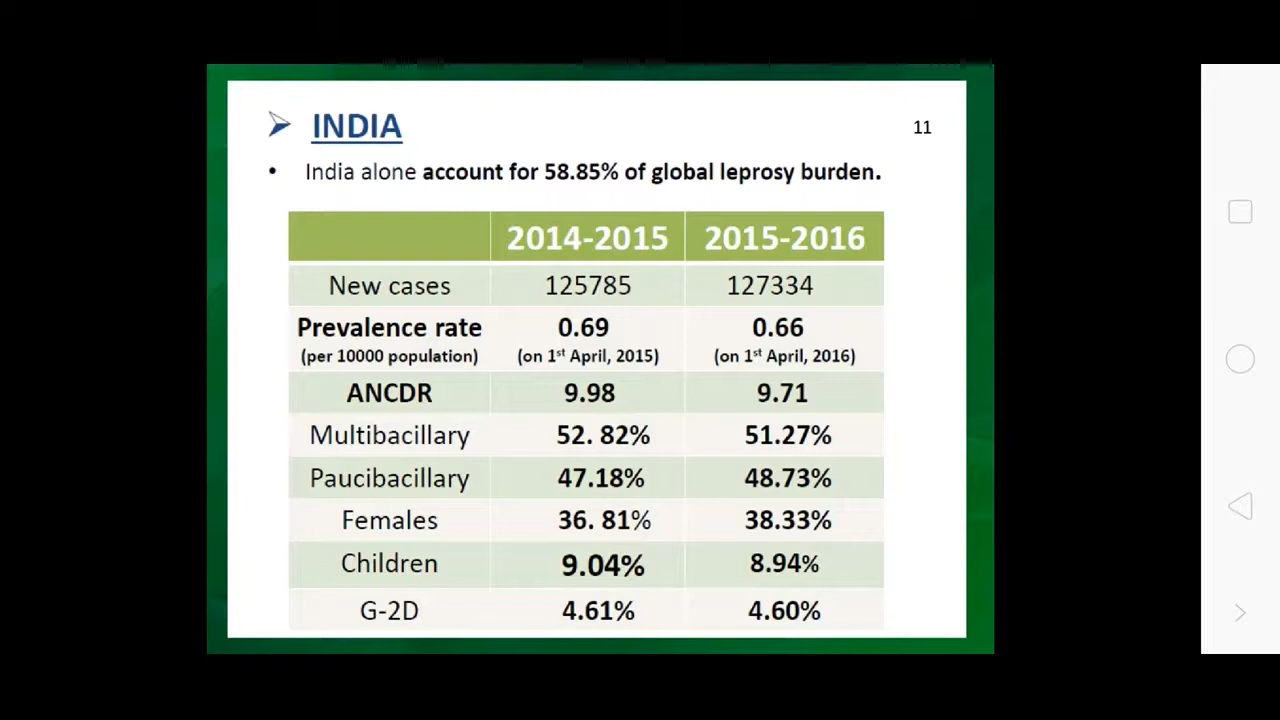 INDIA
11
• India alone account for 58.85% of global leprosy burden.
2014-2015 2015-2016
New cases 125785 127334
Prevalence rate 0.69 0.66
(per 10000 population) (on 1st April, 2015) (on 1st April, 2016)
ANCDR 9.98 9.71
Multibacillary 52. 82% 51.27%
Paucibacillary 47.18% 48.73%
Females 36. 81% 38.33%
Children 9.04% 8.94%
G-2D 4.61% 4.60%